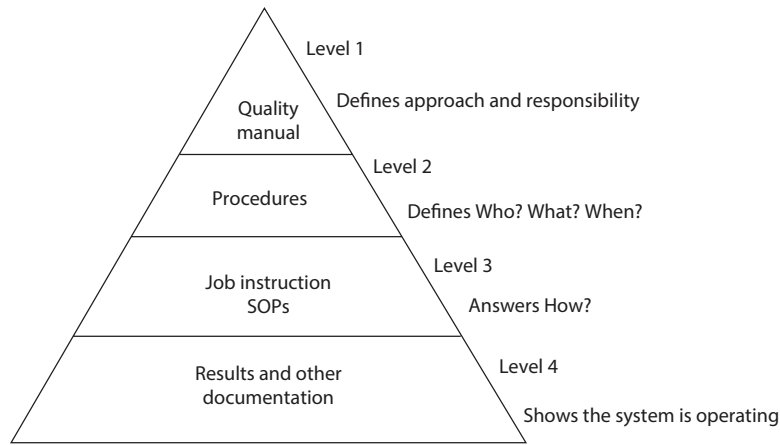 Level 1
Defines approach and responsibility
Quality
manual
Level 2
Procedures
Defines Who? What? When?
Level 3
Job instruction
SOPs
Answers How?
Level 4
Results and other
documentation
Shows the system is operating